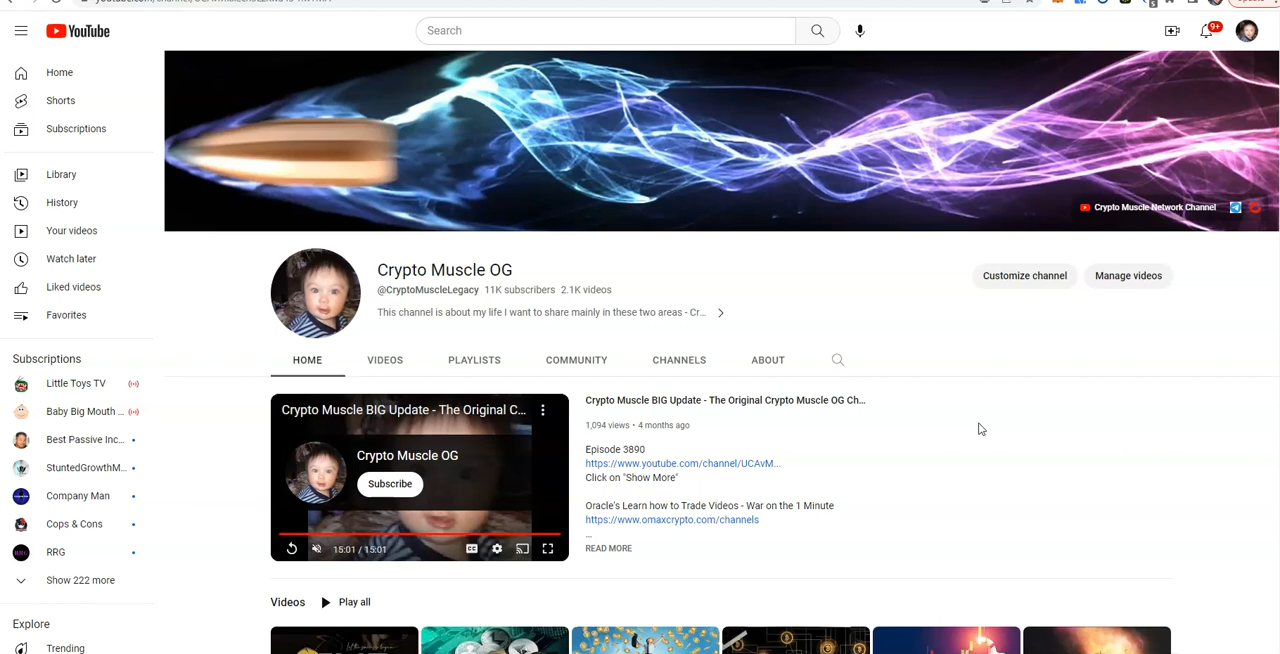 YouTube
Search
9+
Home
Shorts
Subscriptions
Library
History
Your videos
Watch later
Liked videos
Favorites
Subscriptions
Little Toys TV
Baby Big Mouth ...
Best Passive Inc...
StuntedGrowthM...
Company Man
Cops & Cons
RRG
Show 222 more
Explore
Trending
Crypto Muscle Network Channel
Crypto Muscle OG
@CryptoMuscleLegacy 11K subscribers 2.1K videos
This channel is about my life I want to share mainly in these two areas - Cr...
Customize channel
Manage videos
HOME VIDEOS PLAYLISTS COMMUNITY CHANNELS ABOUT
Crypto Muscle BIG Update - The Original C...
Crypto Muscle OG
Subscribe
15:01 / 15:01
CC
Crypto Muscle BIG Update - The Original Crypto Muscle OG Ch...
1,094 views • 4 months ago
Episode 3890
https://www.youtube.com/channel/UCAvM...
Click on "Show More"
Oracle's Learn how to Trade Videos - War on the 1 Minute
https://www.omaxcrypto.com/channels
...
READ MORE
Videos Play all